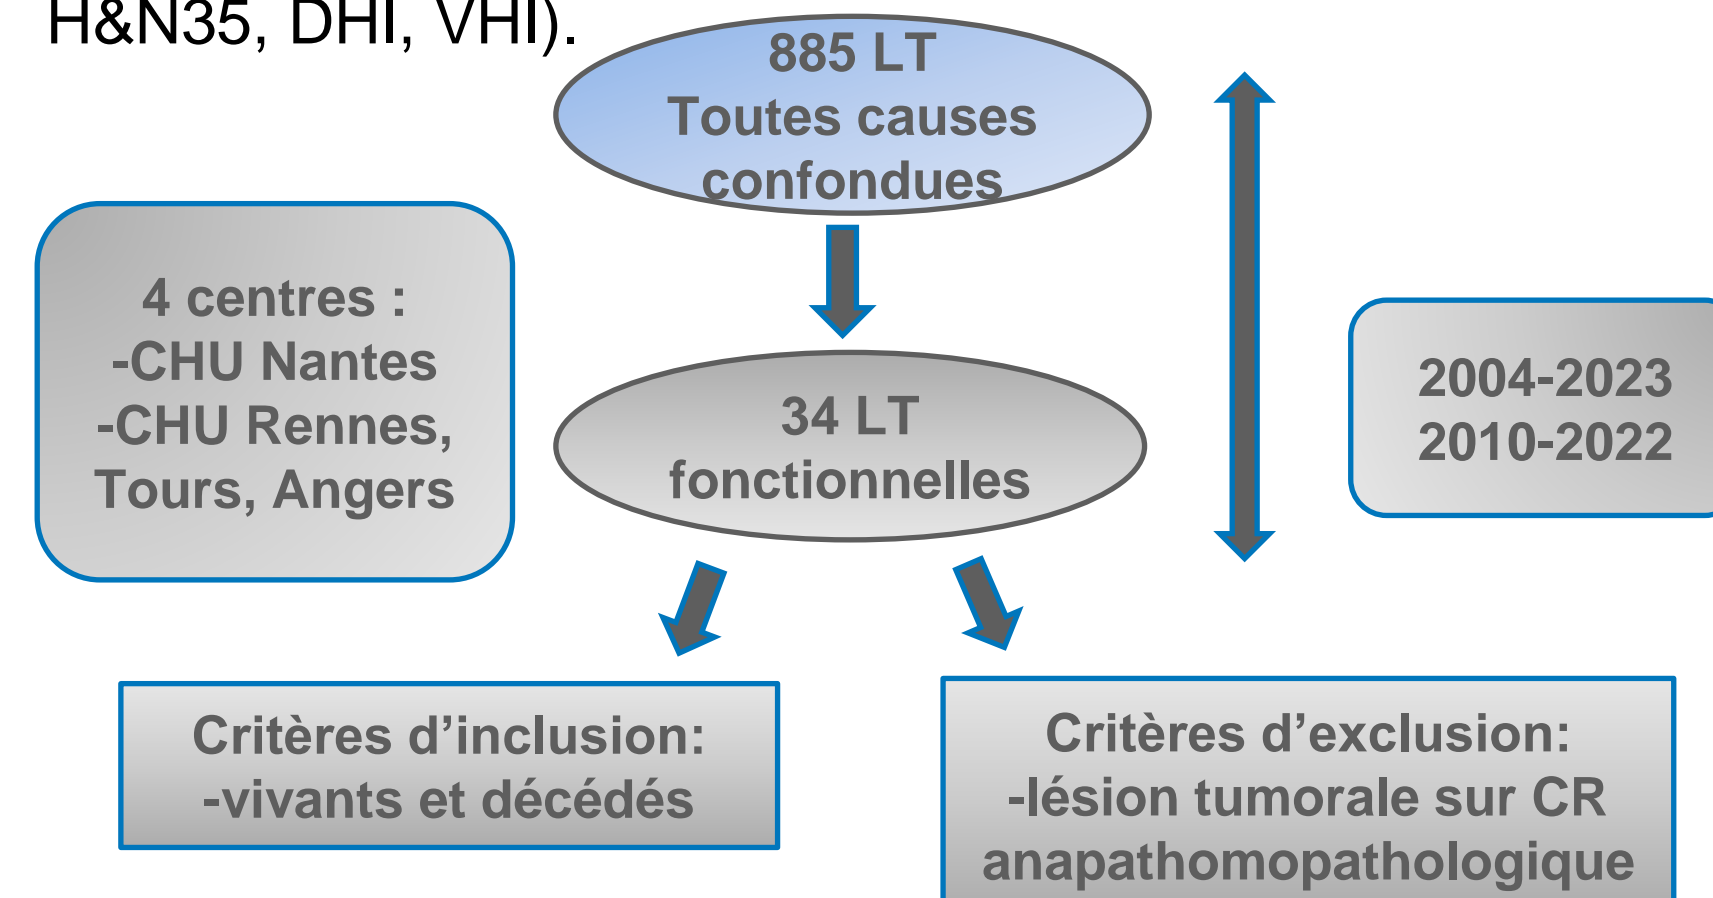 H&N35, DHI, VHI).
885 LT
Toutes causes
confondues
4 centres :
-CHU Nantes
-CHU Rennes,
Tours, Angers
34 LT
fonctionnelles
2004-2023
2010-2022
Critères d’inclusion:
-vivants et décédés
Critères d’exclusion:
-lésion tumorale sur CR
anapathomopathologique